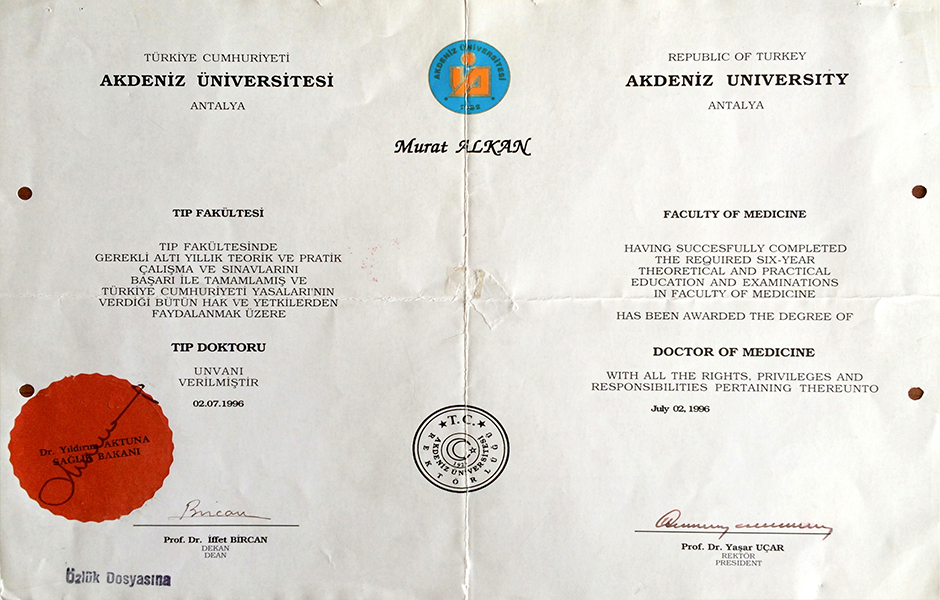 TÜRKİYE CUMHURİYETİ
AKDENİZ ÜNİVERSİTESİ
ANTALYA
AKDENİZ ÜNİVERSİTESİ
REPUBLIC OF TURKEY
AKDENİZ UNIVERSITY
ANTALYA
Murat ALKAN
TIP FAKÜLTESİ
TIP FAKÜLTESİNDE
GEREKLİ ALTI YILLIK TEORİK VE PRATİK
ÇALIŞMA VE SINAVLARINI
BAŞARI İLE TAMAMLAMIŞ VE
TÜRKİYE CUMHURİYETİ YASALARI'NIN
VERDİĞİ BÜTÜN HAK VE YETKİLERDEN
FAYDALANMAK ÜZERE
TIP DOKTORU
UNVANI
VERİLMİŞTİR
02.07.1996
FACULTY OF MEDICINE
HAVING SUCCESFULLY COMPLETED
THE REQUIRED SIX-YEAR
THEORETICAL AND PRACTICAL
EDUCATION AND EXAMINATIONS
IN FACULTY OF MEDICINE
HAS BEEN AWARDED THE DEGREE OF
DOCTOR OF MEDICINE
WITH ALL THE RIGHTS, PRIVILEGES AND
RESPONSIBILITIES PERTAINING THEREUNTO
July 02, 1996
Dr. Yıldırım AKTUNA
SAĞLIK BAKANI
T.C.
AKDENİZ ÜNİVERSİTESİ
REKTÖRLÜĞÜ
Bircan
Prof. Dr. İffet BİRCAN
DEKAN
DEAN
Prof. Dr. Yaşar UÇAR
REKTÖR
PRESIDENT
Özlük Dosyasına